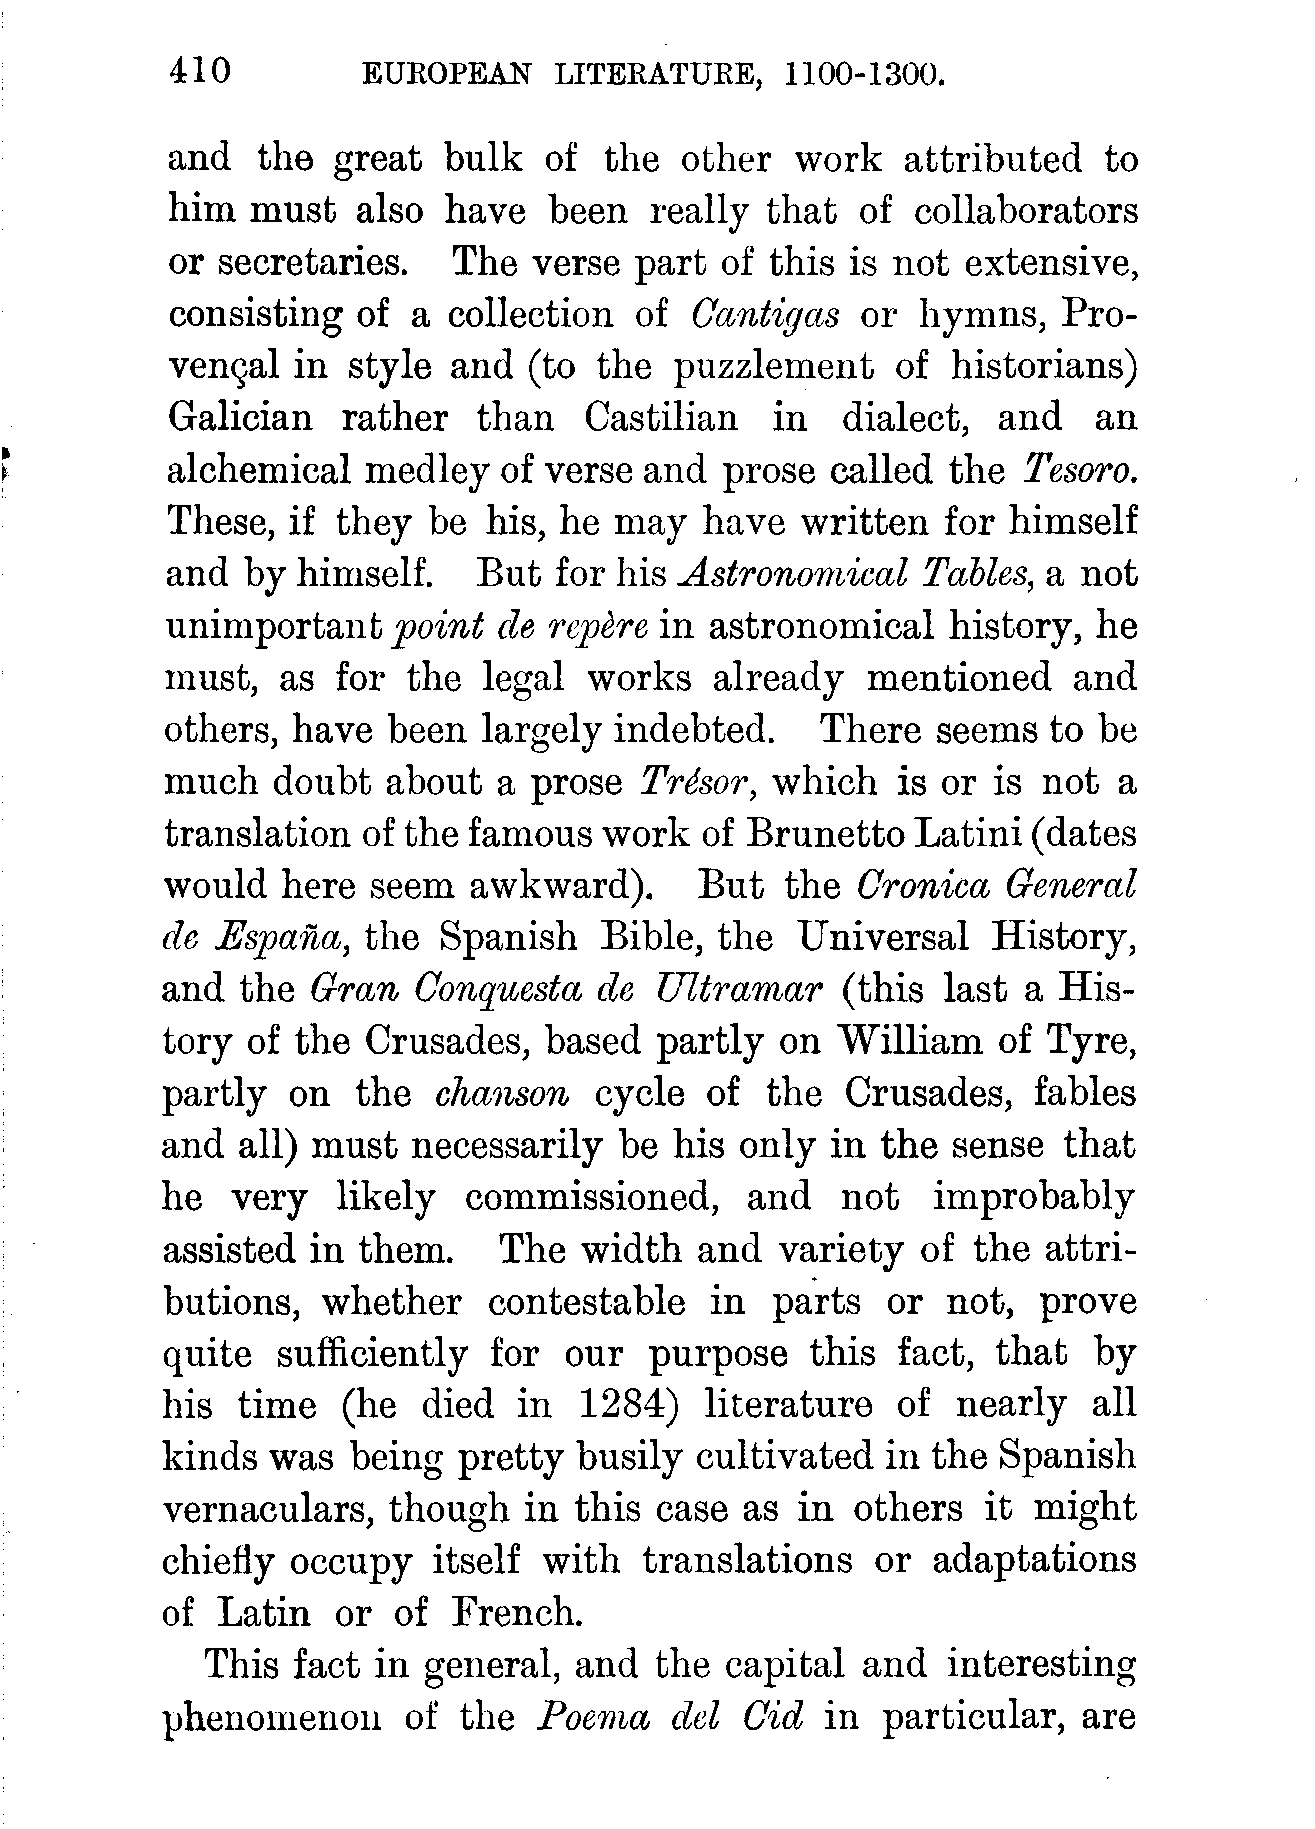 410 EUROPEAN LITERATURE, 1100-1300.
and the great bulk of the other work attributed to
him must also have been really that of collaborators
or secretaries. The verse part of this is not extensive,
consisting of a collection of Cantigas or hymns, Pro-
vençal in style and (to the puzzlement of historians)
Galician rather than Castilian in dialect, and an
alchemical medley of verse and prose called the Tesoro.
These, if they be his, he may have written for himself
and by himself. But for his Astronomical Tables, a not
unimportant point de repère in astronomical history, he
must, as for the legal works already mentioned and
others, have been largely indebted. There seems to be
much doubt about a prose Trésor, which is or is not a
translation of the famous work of Brunetto Latini (dates
would here seem awkward). But the Cronica General
de España, the Spanish Bible, the Universal History,
and the Gran Conquesta de Ultramar (this last a His-
tory of the Crusades, based partly on William of Tyre,
partly on the chanson cycle of the Crusades, fables
and all) must necessarily be his only in the sense that
he very likely commissioned, and not improbably
assisted in them. The width and variety of the attri-
butions, whether contestable in parts or not, prove
quite sufficiently for our purpose this fact, that by
his time (he died in 1284) literature of nearly all
kinds was being pretty busily cultivated in the Spanish
vernaculars, though in this case as in others it might
chiefly occupy itself with translations or adaptations
of Latin or of French.
This fact in general, and the capital and interesting
phenomenon of the Poema del Cid in particular, are